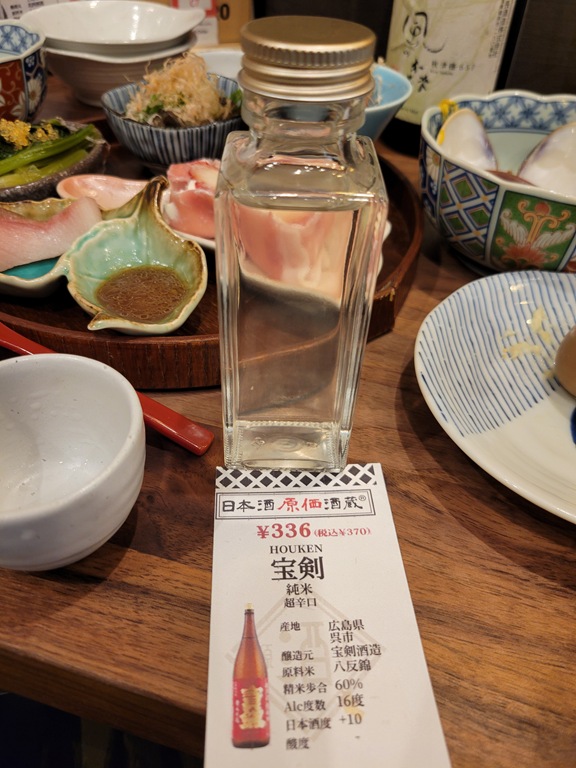 日本酒原価酒蔵®
¥336(税込¥370)
HOUKEN
宝剣
純米
超辛口
産地 広島県
呉市
醸造元 宝剣酒造
原料米 八反錦
精米歩合 60%
Alc度数 16度
日本酒度 +10
酸度